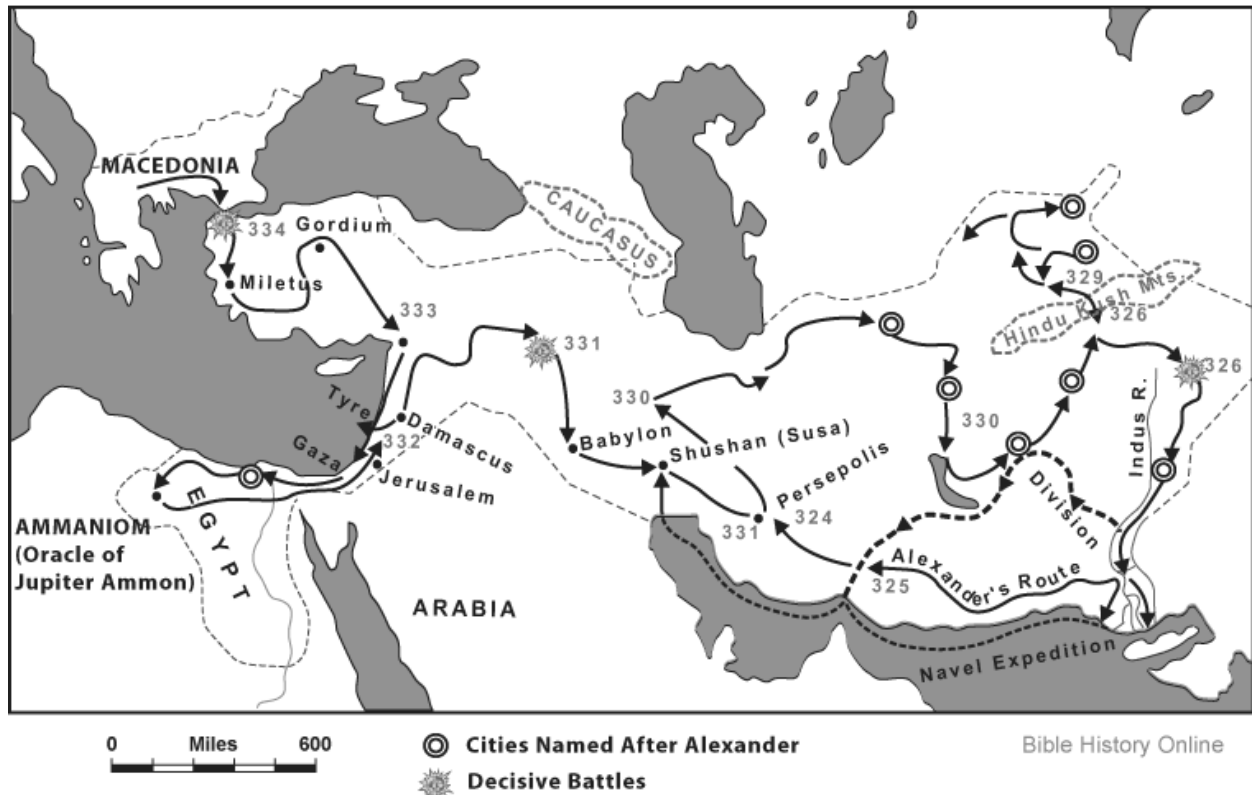 MACEDONIA
334
Gordium
Miletus
CAUCASUS
333
331
329
Hindu Kush Mts.
326
326
330
330
Tyre
Damascus
Gaza
332
Jerusalem
Babylon
Shushan (Susa)
Persepolis
331
324
Indus R.
Division
EGYPT
AMMANIOM
(Oracle of
Jupiter Ammon)
ARABIA
Alexander's Route
325
Navel Expedition
0 Miles 600
Cities Named After Alexander
Decisive Battles
Bible History Online